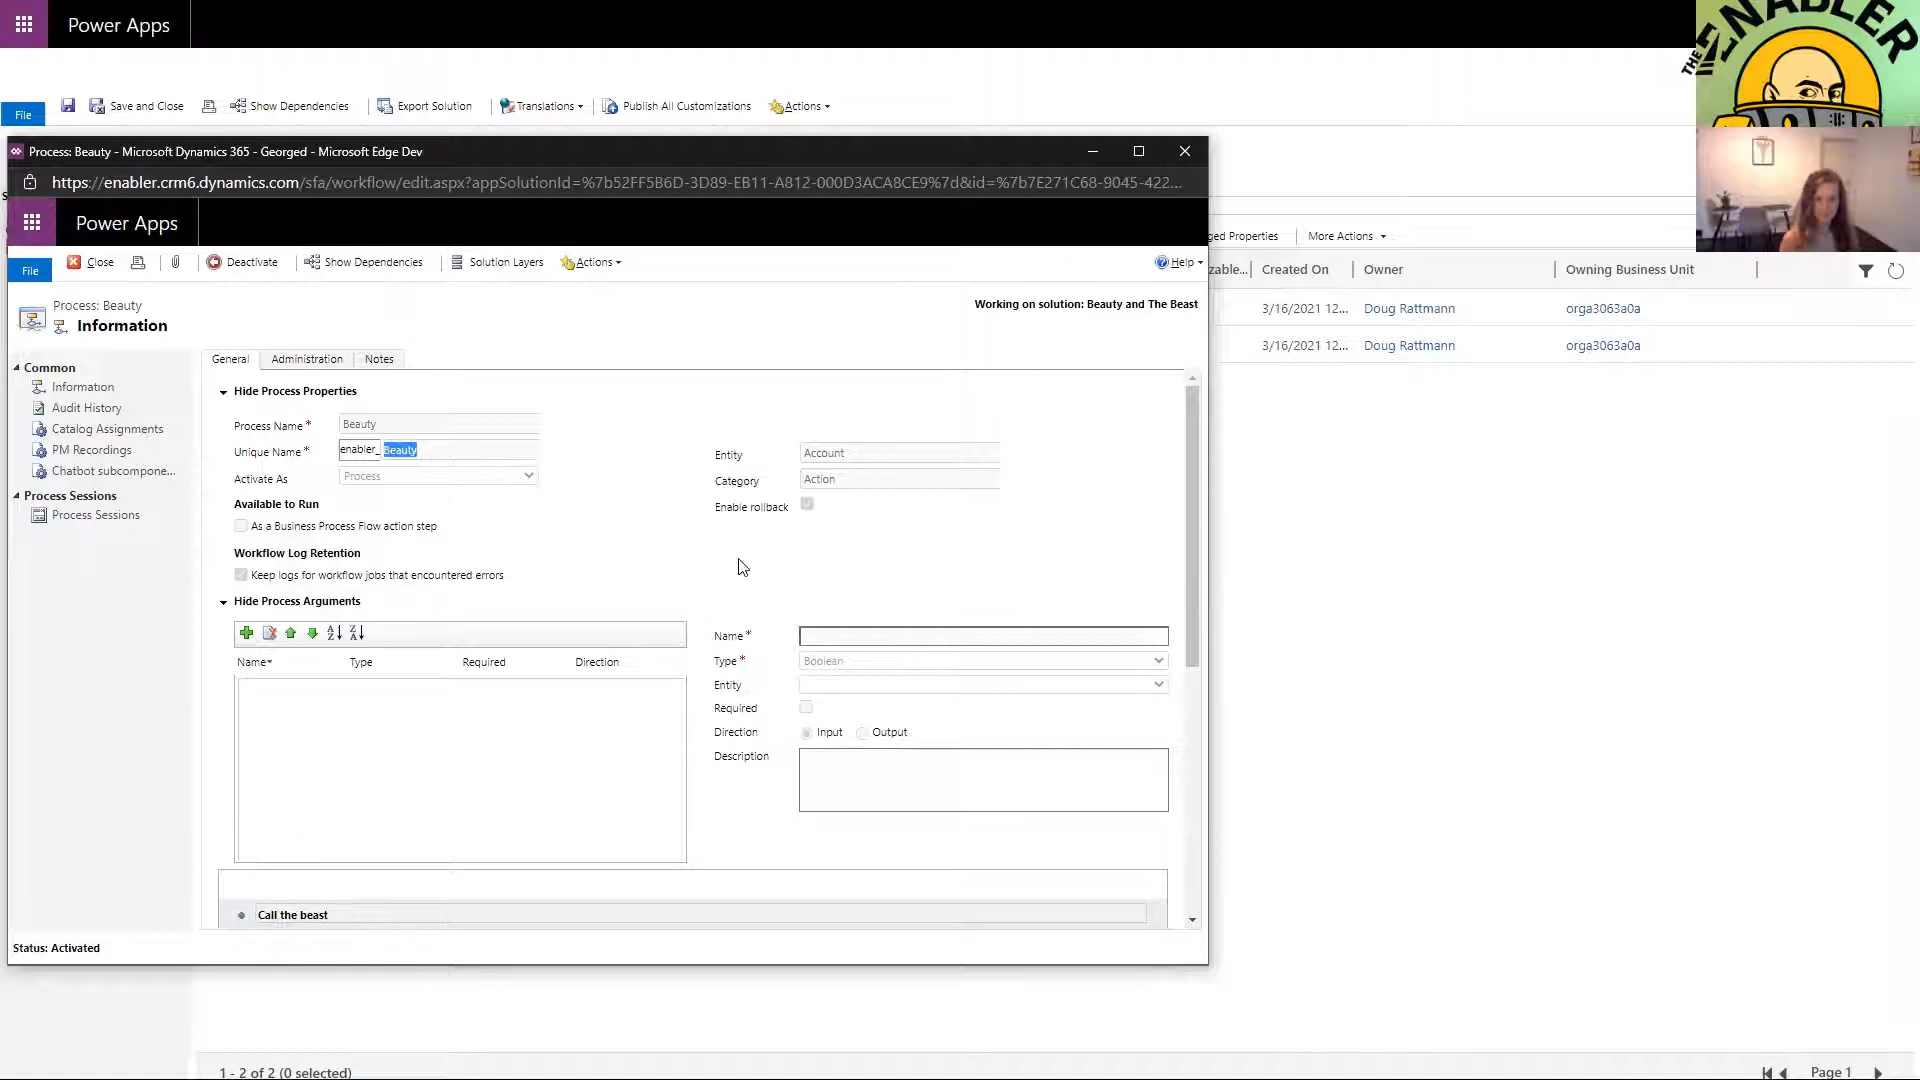 Power Apps
THE ENABLER
File
Save and Close
Show Dependencies
Export Solution
Translations
Publish All Customizations
Actions
Process: Beauty - Microsoft Dynamics 365 - Georged - Microsoft Edge Dev
https://enabler.crm6.dynamics.com/sfa/workflow/edit.aspx?appSolutionId=%7b52FF5B6D-3D89-EB11-A812-000D3ACA8CE9%7d&id=%7b7E271C68-9045-422...
Power Apps
ged Properties
More Actions
File
Close
Deactivate
Show Dependencies
Solution Layers
Actions
Help
zable...
Created On
Owner
Owning Business Unit
3/16/2021 12...
Doug Rattmann
orga3063a0a
3/16/2021 12...
Doug Rattmann
orga3063a0a
Process: Beauty
Information
Working on solution: Beauty and The Beast
Common
Information
Audit History
Catalog Assignments
PM Recordings
Chatbot subcompone...
Process Sessions
Process Sessions
General
Administration
Notes
Hide Process Properties
Process Name *
Beauty
Unique Name *
enabler_ Beauty
Activate As
Process
Entity
Account
Category
Action
Enable rollback
Available to Run
As a Business Process Flow action step
Workflow Log Retention
Keep logs for workflow jobs that encountered errors
Hide Process Arguments
Name
Type
Required
Direction
Name *
Type *
Boolean
Entity
Required
Direction
Input
Output
Description
Call the beast
Status: Activated
1 - 2 of 2 (0 selected)
Page 1